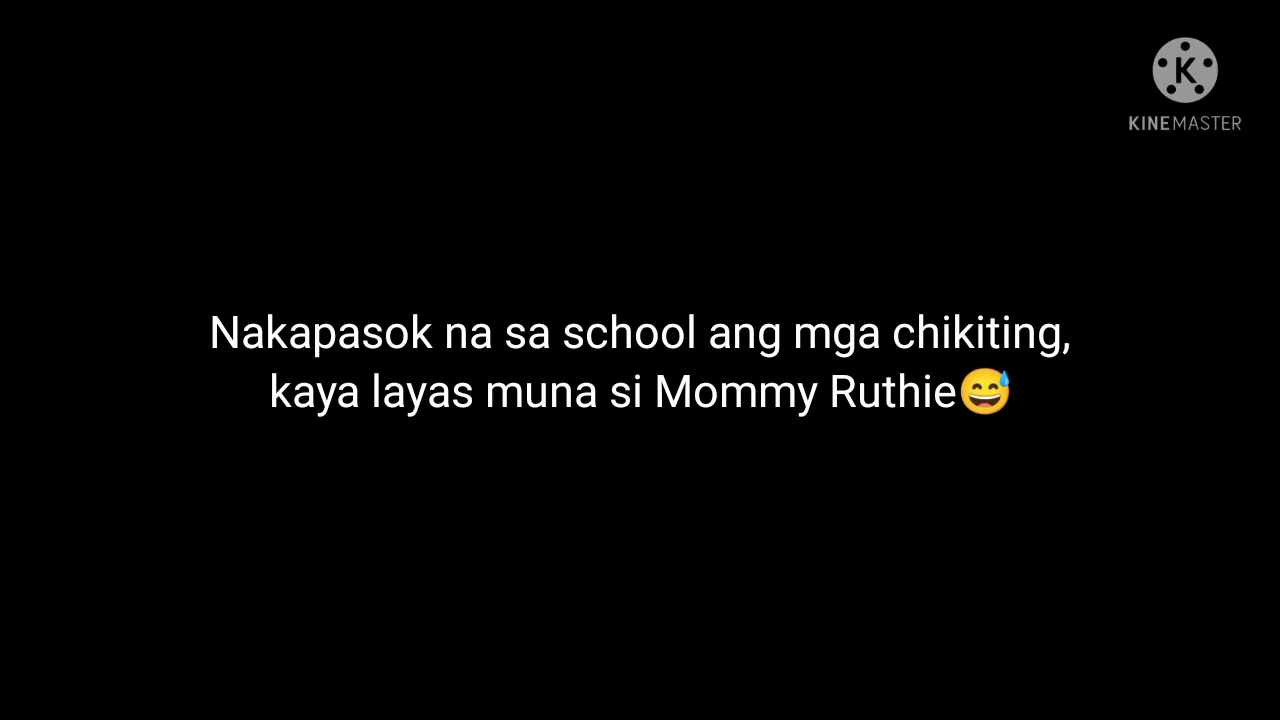 K
KINEMASTER
Nakapasok na sa school ang mga chikiting,
kaya layas muna si Mommy Ruthie😅